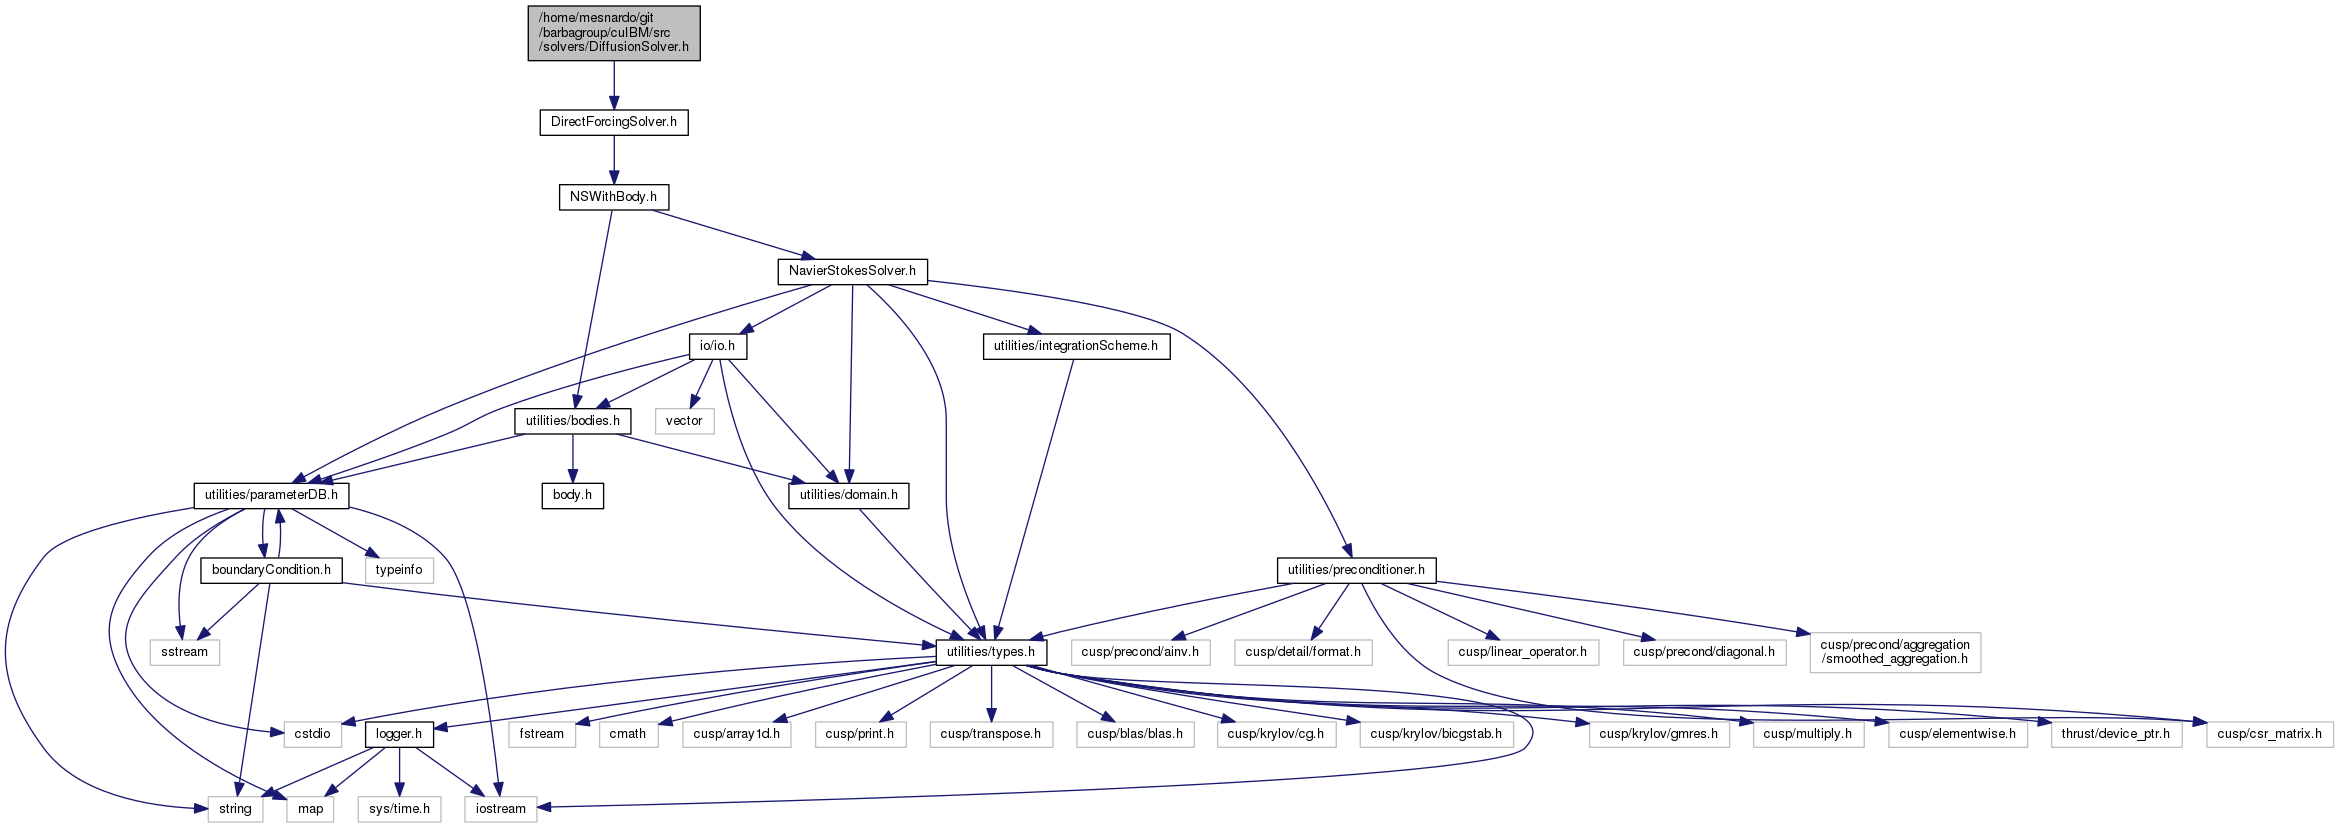 /home/mesnardo/git
/barbagroup/cuIBM/src
/solvers/DiffusionSolver.h
DirectForcingSolver.h
NSWithBody.h
NavierStokesSolver.h
io/io.h
utilities/integrationScheme.h
utilities/bodies.h
vector
utilities/parameterDB.h
body.h
utilities/domain.h
boundaryCondition.h
typeinfo
utilities/preconditioner.h
sstream
utilities/types.h
cusp/precond/ainv.h
cusp/detail/format.h
cusp/linear_operator.h
cusp/precond/diagonal.h
cusp/precond/aggregation
/smoothed_aggregation.h
cstdio
logger.h
fstream
cmath
cusp/array1d.h
cusp/print.h
cusp/transpose.h
cusp/blas/blas.h
cusp/krylov/cg.h
cusp/krylov/bicgstab.h
cusp/krylov/gmres.h
cusp/multiply.h
cusp/elementwise.h
thrust/device_ptr.h
cusp/csr_matrix.h
string
map
sys/time.h
iostream